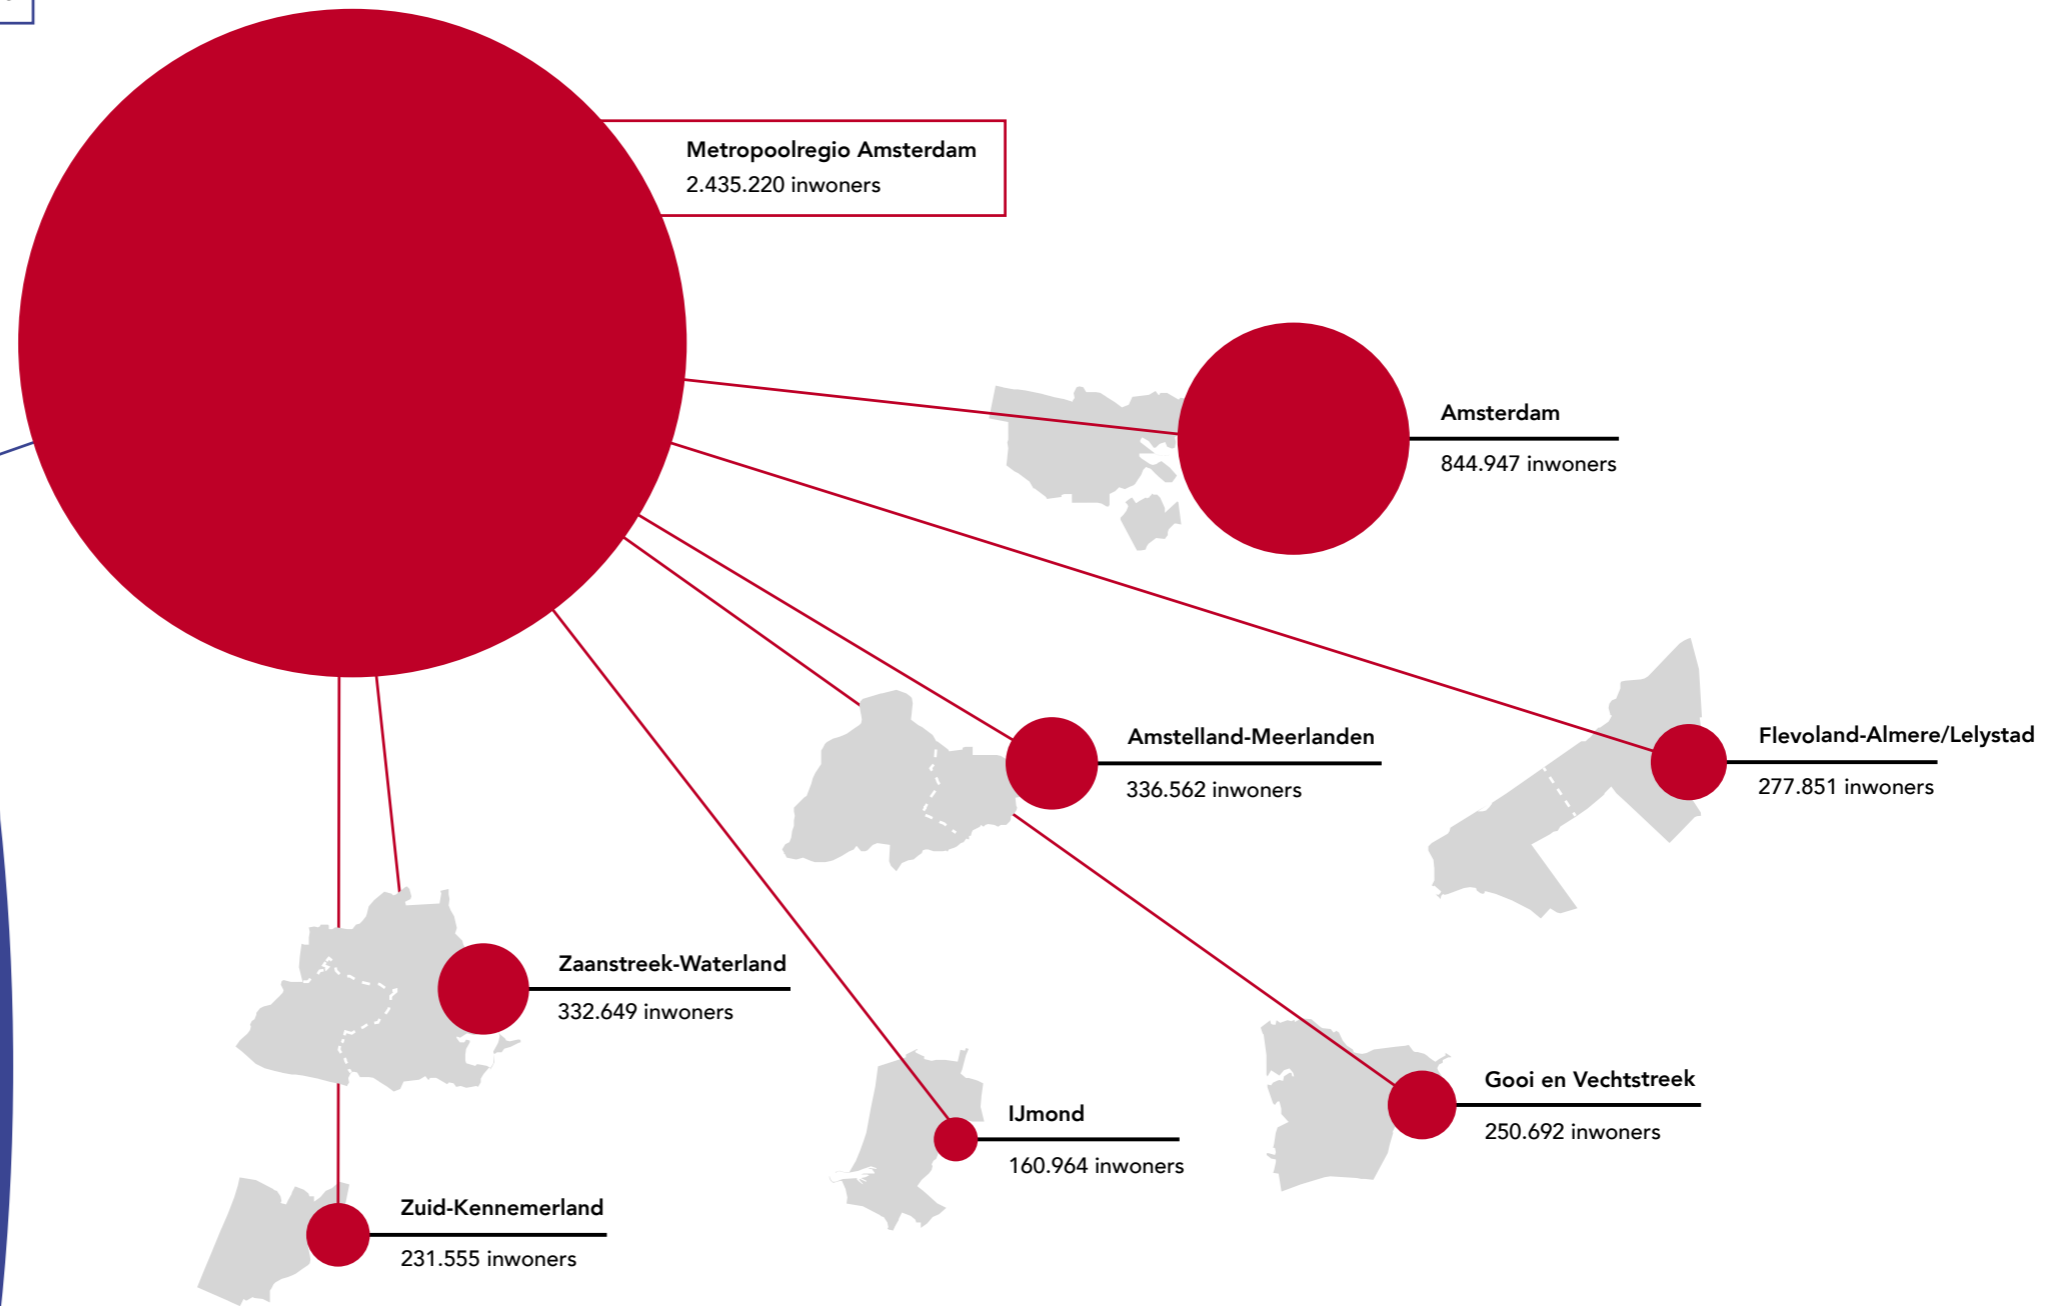 Metropoolregio Amsterdam
2.435.220 inwoners
Amsterdam
844.947 inwoners
Amstelland-Meerlanden
336.562 inwoners
Flevoland-Almere/Lelystad
277.851 inwoners
Zaanstreek-Waterland
332.649 inwoners
IJmond
160.964 inwoners
Gooi en Vechtstreek
250.692 inwoners
Zuid-Kennemerland
231.555 inwoners